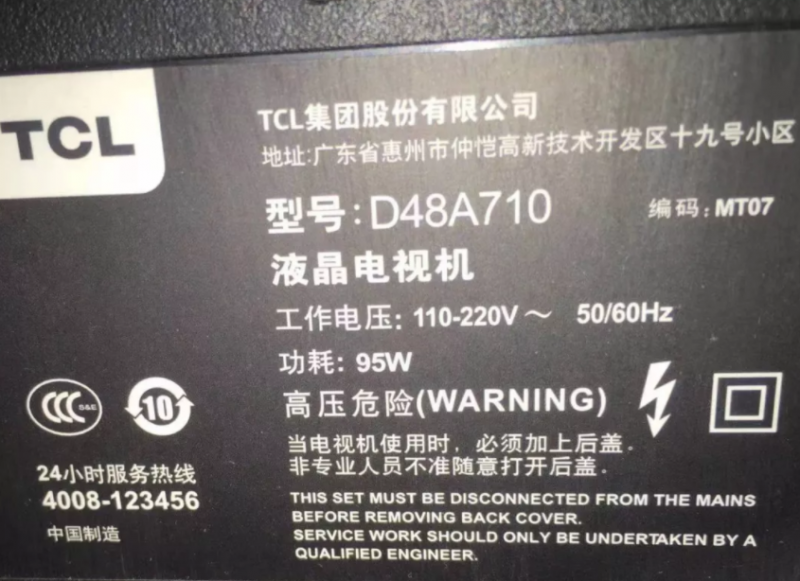 TCL
TCL集团股份有限公司
地址:广东省惠州市仲恺高新技术开发区十九号小区
型号:D48A710
编码:MT07
液晶电视机
工作电压: 110-220V～ 50/60Hz
功耗: 95W
高压危险(WARNING)
当电视机使用时，必须加上后盖。
非专业人员不准随意打开后盖。
THIS SET MUST BE DISCONNECTED FROM THE MAINS
BEFORE REMOVING BACK COVER.
SERVICE WORK SHOULD ONLY BE UNDERTAKEN BY A
QUALIFIED ENGINEER.
CCC S&E
10
24小时服务热线
4008-123456
中国制造